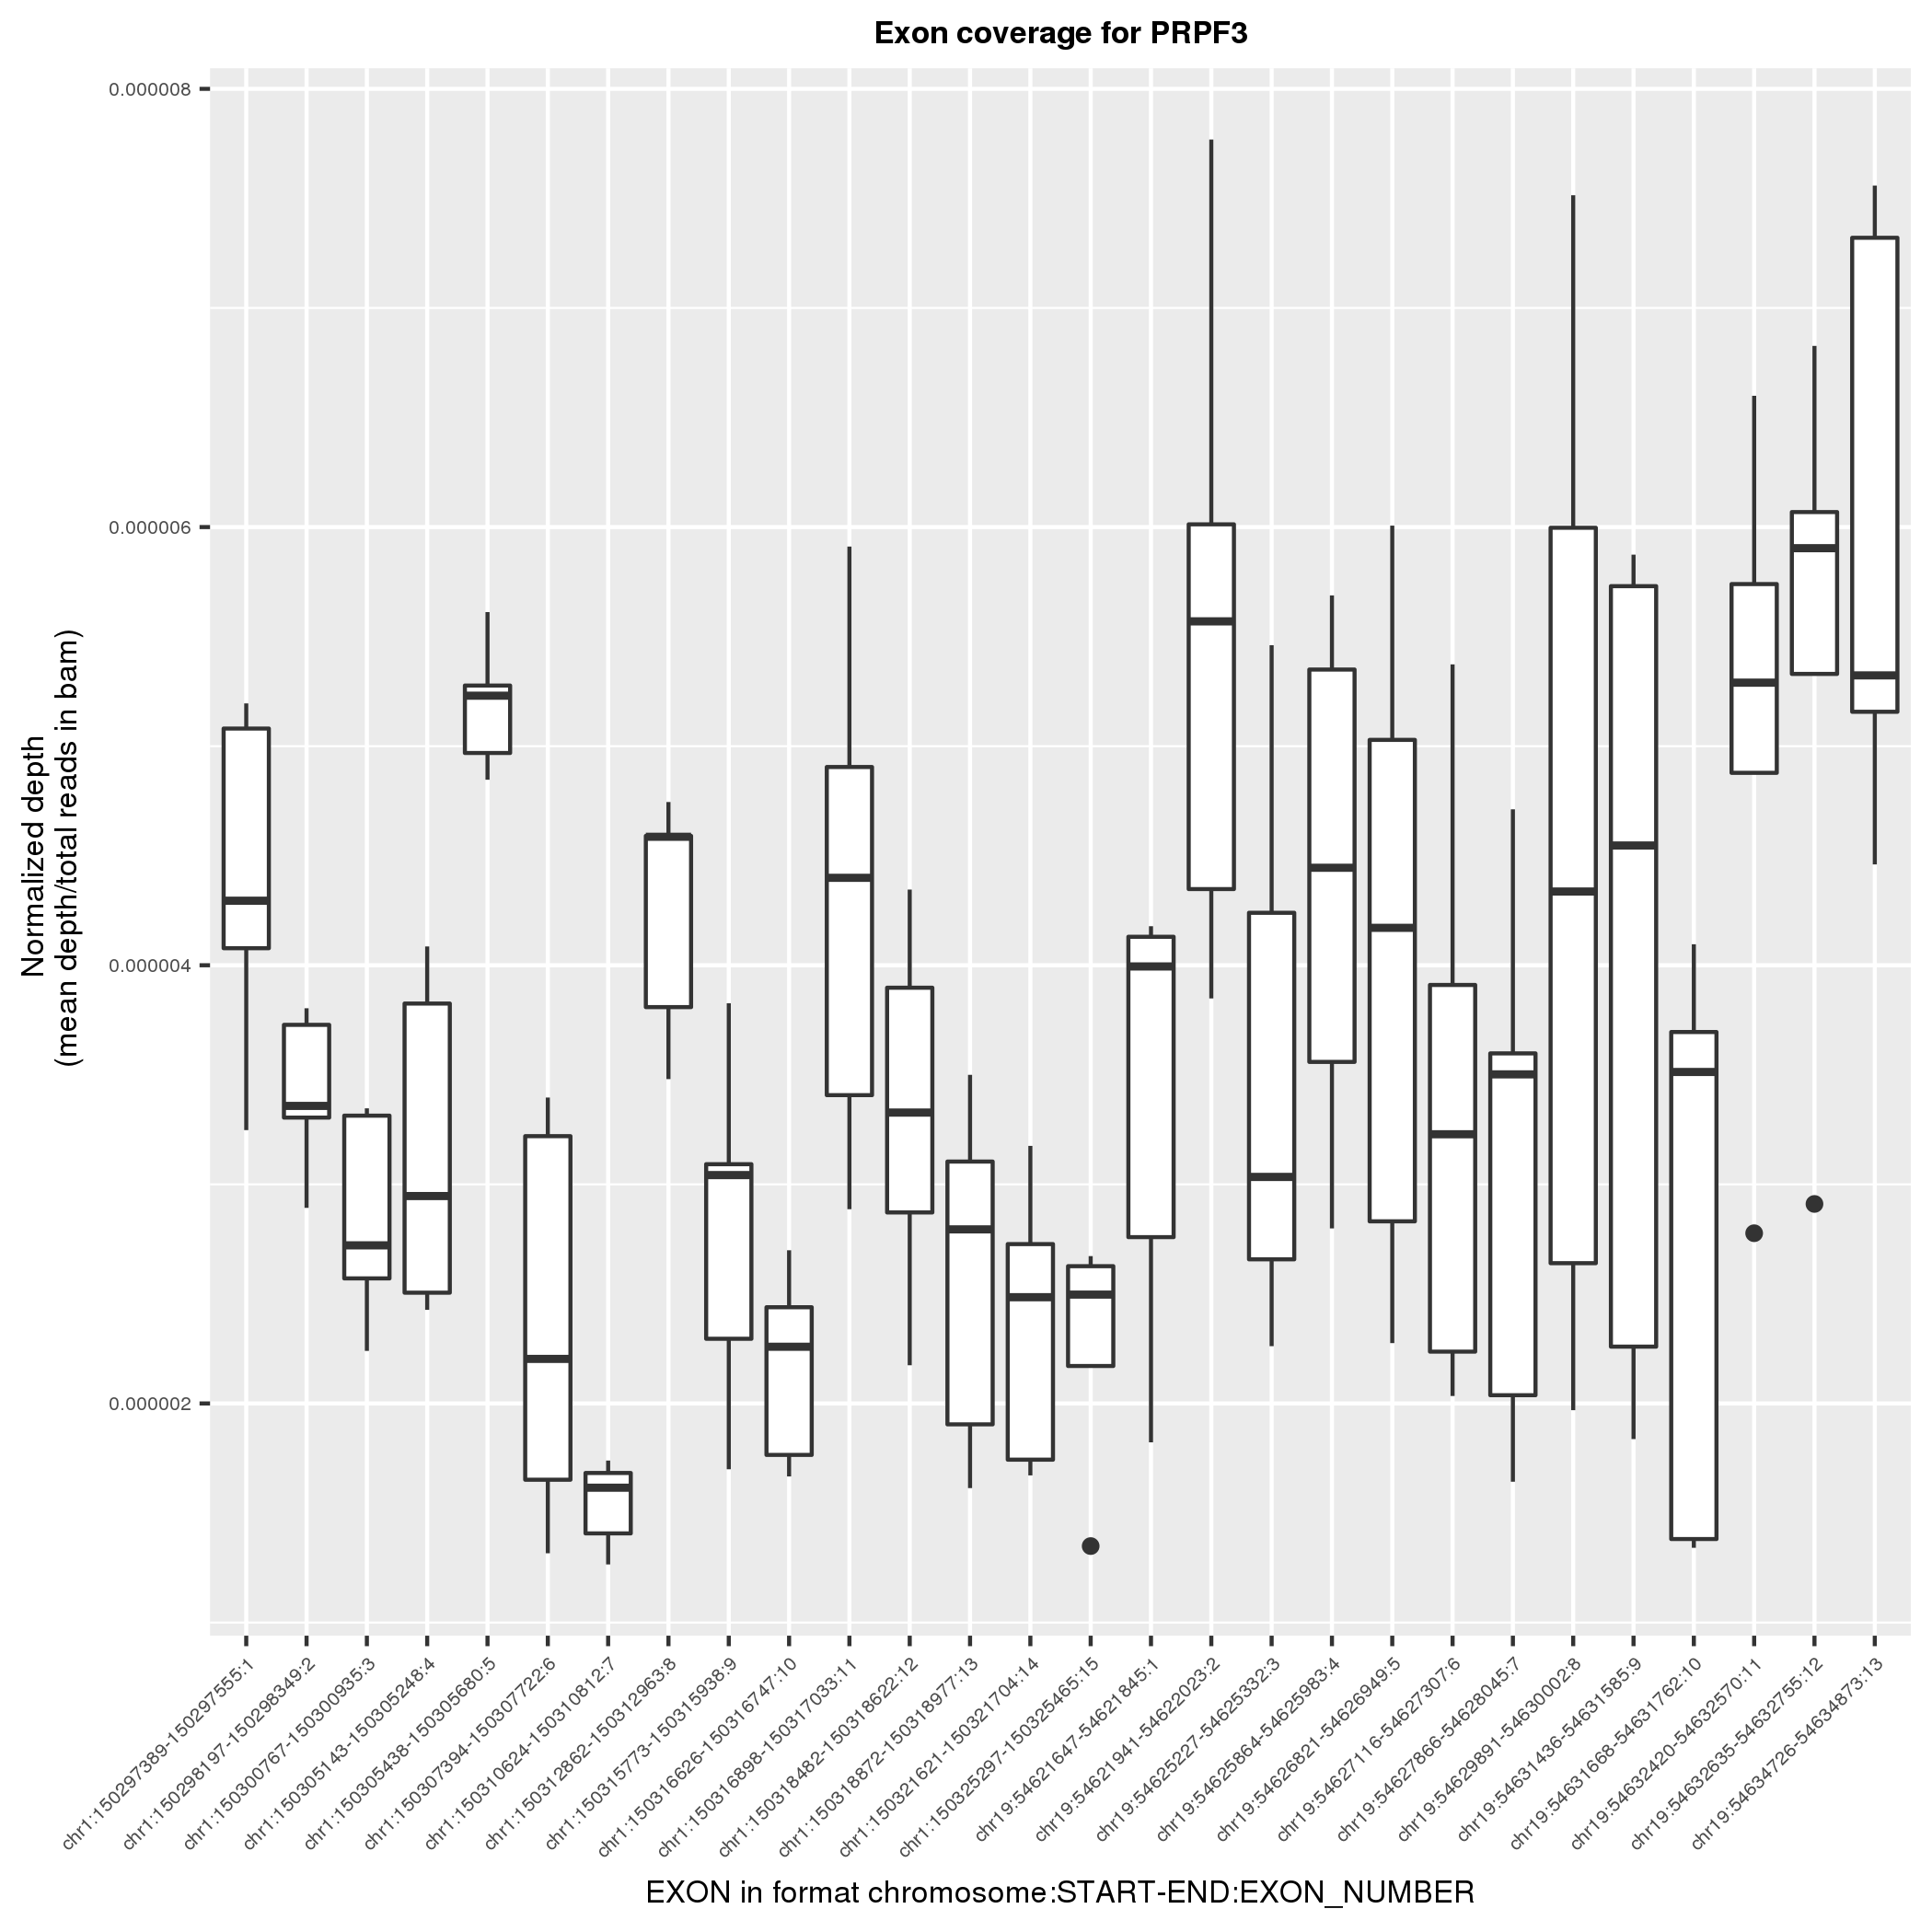 Exon coverage for PRPF3
0.000008
0.000006
0.000004
0.000002
Normalized depth
(mean depth/total reads in bam)
chr1:150297389-150297555:1
chr1:150298197-150298349:2
chr1:150300767-150300935:3
chr1:150305143-150305248:4
chr1:150305438-150305680:5
chr1:150307394-150307722:6
chr1:150310624-150310812:7
chr1:150312862-150312963:8
chr1:150315773-150315938:9
chr1:150316626-150316747:10
chr1:150316898-150317033:11
chr1:150318482-150318622:12
chr1:150318872-150318977:13
chr1:150321621-150321704:14
chr1:150325297-150325465:15
chr19:54621647-54621845:1
chr19:54621941-54622023:2
chr19:54625227-54625332:3
chr19:54625864-54625983:4
chr19:54626821-54626949:5
chr19:54627116-54627307:6
chr19:54627866-54628045:7
chr19:54629891-54630002:8
chr19:54631436-54631585:9
chr19:54631668-54631762:10
chr19:54632420-54632570:11
chr19:54632635-54632755:12
chr19:54634726-54634873:13
EXON in format chromosome:START-END:EXON_NUMBER